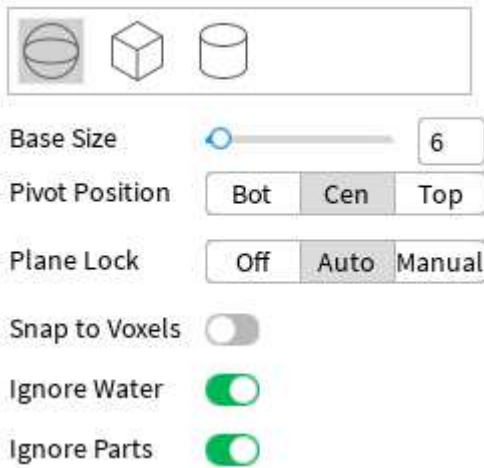 Base Size 6
Pivot Position Bot Cen Top
Plane Lock Off Auto Manual
Snap to Voxels
Ignore Water
Ignore Parts